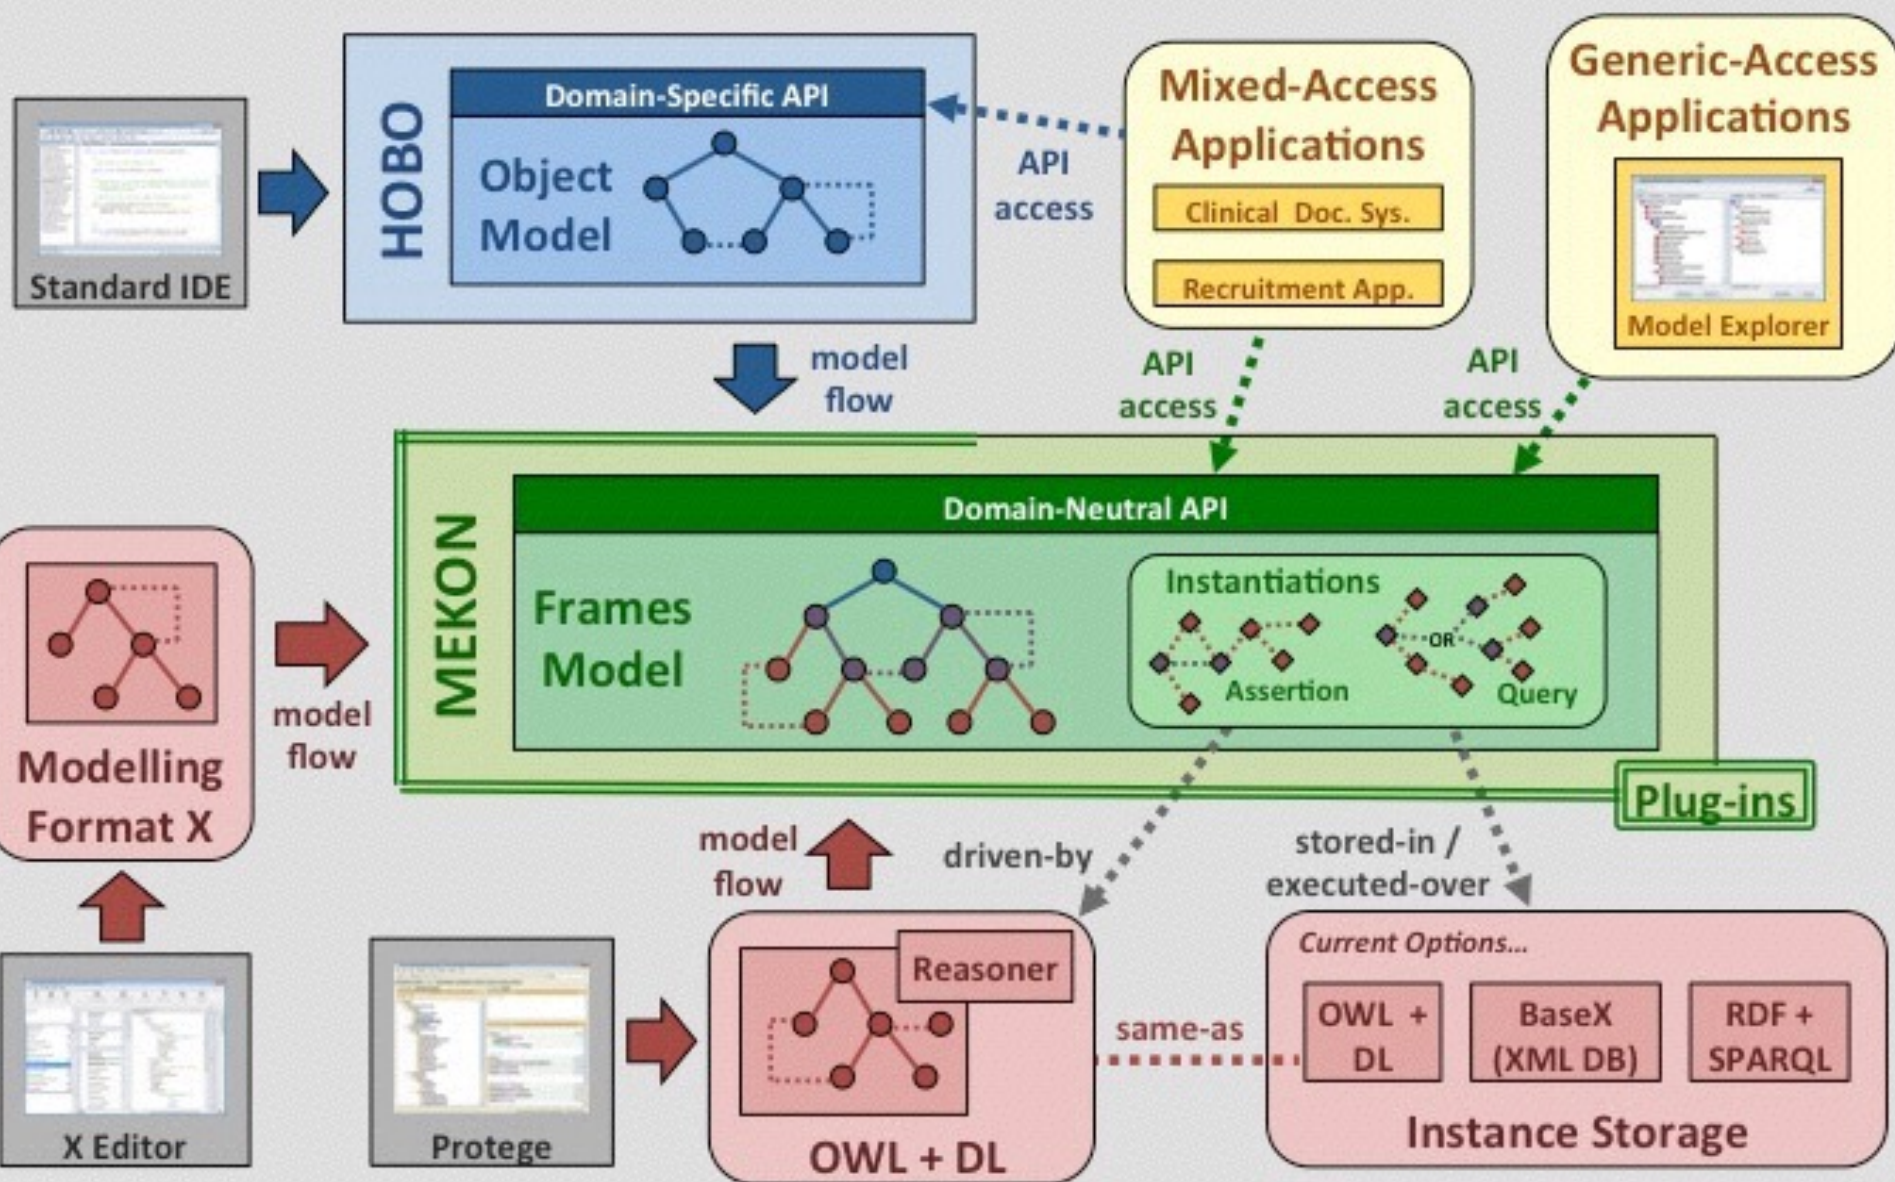 Standard IDE
HOBO
Domain-Specific API
Object
Model
API
access
Mixed-Access
Applications
Clinical Doc. Sys.
Recruitment App.
Generic-Access
Applications
Model Explorer
model
flow
API
access
API
access
MEKON
Domain-Neutral API
Frames
Model
Instantiations
Assertion
OR
Query
Plug-ins
Modelling
Format X
model
flow
X Editor
Protege
model
flow
driven-by
stored-in /
executed-over
Reasoner
OWL + DL
same-as
Current Options...
OWL +
DL
BaseX
(XML DB)
RDF +
SPARQL
Instance Storage